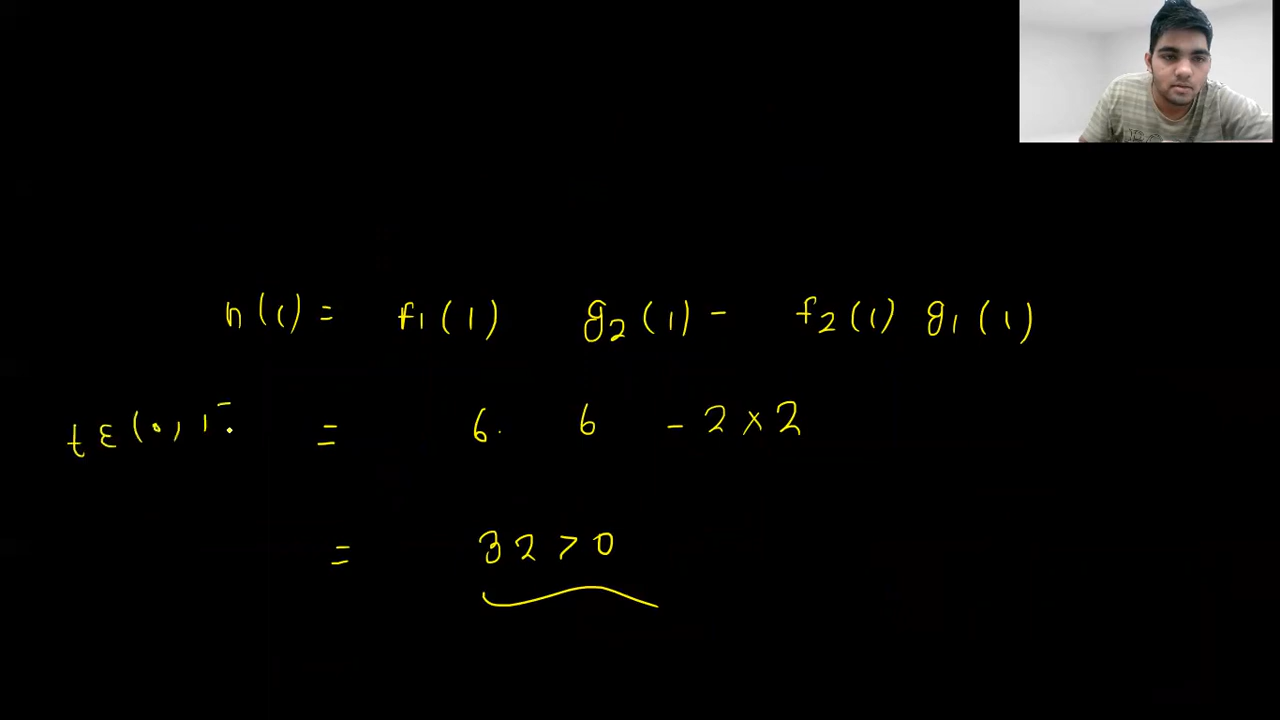 h(1) = f1(1) g2(1) - f2(1) g1(1)
t ε (0, 1 = 6. 6 - 2 × 2
= 32 > 0